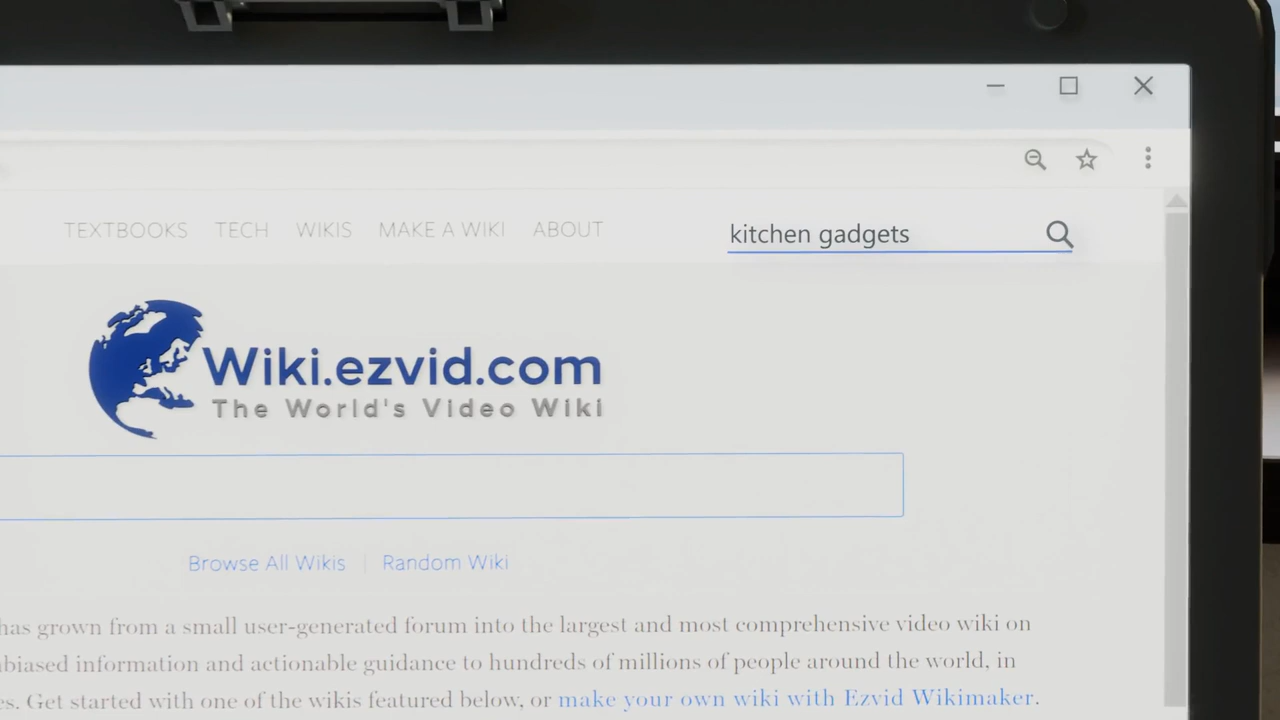 TEXTBOOKS TECH WIKIS MAKE A WIKI ABOUT kitchen gadgets
Wiki.ezvid.com
The World's Video Wiki
Browse All Wikis | Random Wiki
has grown from a small user-generated forum into the largest and most comprehensive video wiki on
information and actionable guidance to hundreds of millions of people around the world, in
Get started with one of the wikis featured below, or make your own wiki with Ezvid Wikimaker.